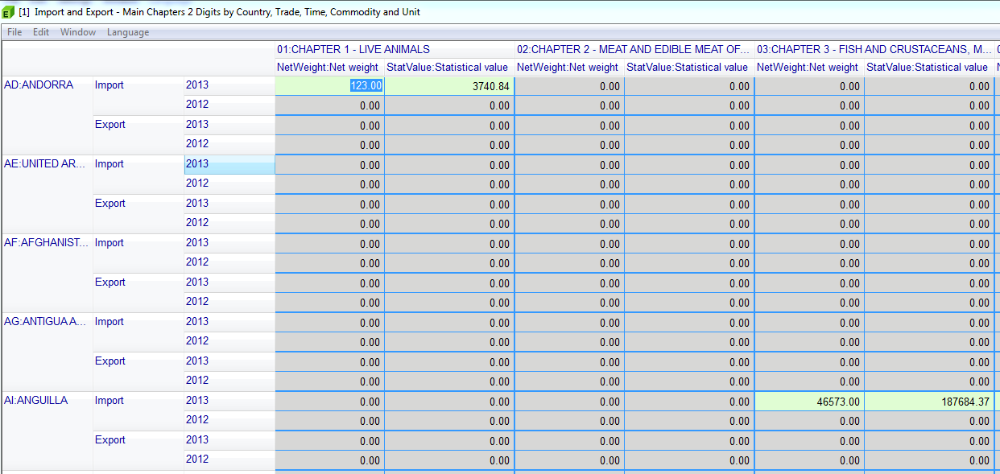 [1] Import and Export - Main Chapters 2 Digits by Country, Trade, Time, Commodity and Unit
File Edit Window Language
01:CHAPTER 1 - LIVE ANIMALS 02:CHAPTER 2 - MEAT AND EDIBLE MEAT OF... 03:CHAPTER 3 - FISH AND CRUSTACEANS, M...
NetWeight:Net weight StatValue:Statistical value NetWeight:Net weight StatValue:Statistical value NetWeight:Net weight StatValue:Statistical value
AD:ANDORRA Import 2013 123.00 3740.84 0.00 0.00 0.00 0.00
2012 0.00 0.00 0.00 0.00 0.00 0.00
Export 2013 0.00 0.00 0.00 0.00 0.00 0.00
2012 0.00 0.00 0.00 0.00 0.00 0.00
AE:UNITED AR... Import 2013 0.00 0.00 0.00 0.00 0.00 0.00
2012 0.00 0.00 0.00 0.00 0.00 0.00
Export 2013 0.00 0.00 0.00 0.00 0.00 0.00
2012 0.00 0.00 0.00 0.00 0.00 0.00
AF:AFGHANIST... Import 2013 0.00 0.00 0.00 0.00 0.00 0.00
2012 0.00 0.00 0.00 0.00 0.00 0.00
Export 2013 0.00 0.00 0.00 0.00 0.00 0.00
2012 0.00 0.00 0.00 0.00 0.00 0.00
AG:ANTIGUA A... Import 2013 0.00 0.00 0.00 0.00 0.00 0.00
2012 0.00 0.00 0.00 0.00 0.00 0.00
Export 2013 0.00 0.00 0.00 0.00 0.00 0.00
2012 0.00 0.00 0.00 0.00 0.00 0.00
AI:ANGUILLA Import 2013 0.00 0.00 0.00 0.00 46573.00 187684.37
2012 0.00 0.00 0.00 0.00 0.00 0.00
Export 2013 0.00 0.00 0.00 0.00 0.00 0.00
2012 0.00 0.00 0.00 0.00 0.00 0.00